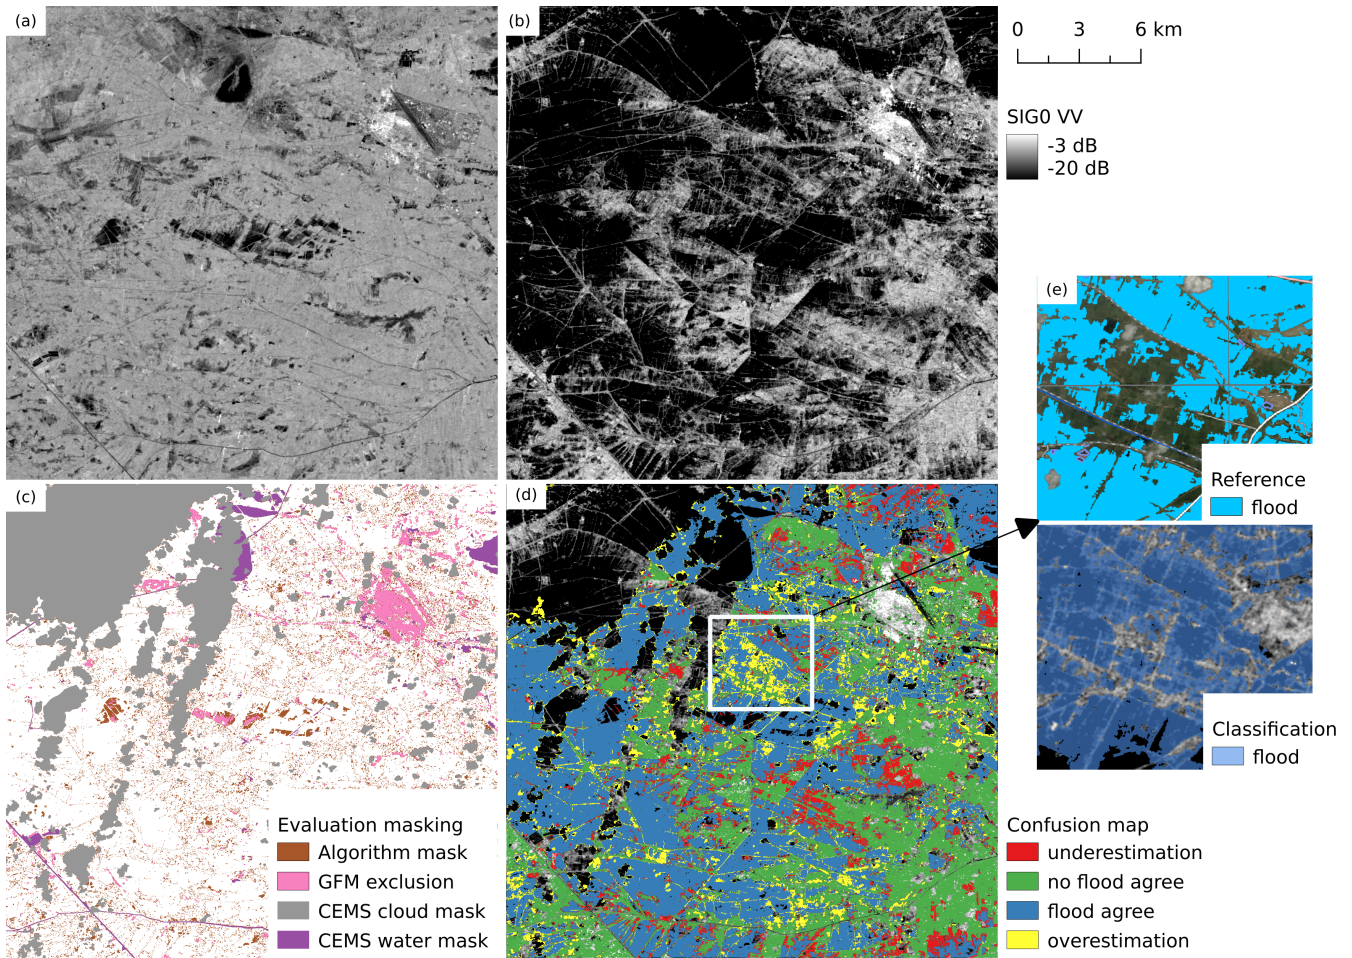 (a)
(b)
0 3 6 km
SIG0 VV
-3 dB
-20 dB
(e)
Reference
flood
(c)
(d)
Classification
flood
Evaluation masking
Algorithm mask
GFM exclusion
CEMS cloud mask
CEMS water mask
Confusion map
underestimation
no flood agree
flood agree
overestimation